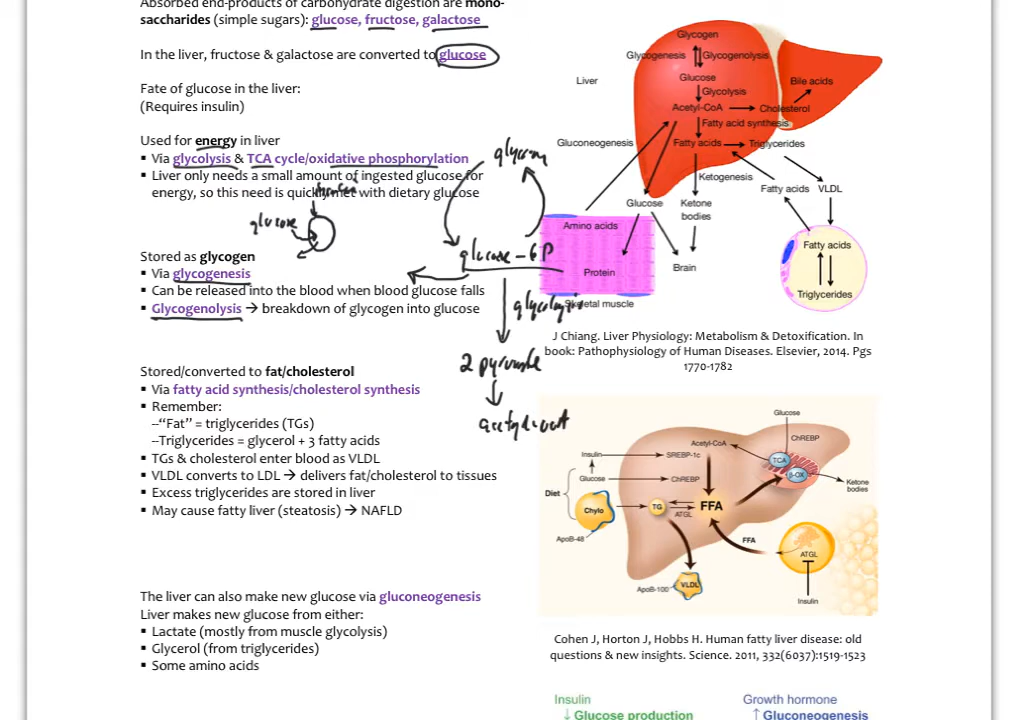 Absorbed end-products of carbohydrate digestion are mono-
saccharides (simple sugars): glucose, fructose, galactose
In the liver, fructose & galactose are converted to glucose
Fate of glucose in the liver:
(Requires insulin)
Used for energy in liver
▪ Via glycolysis & TCA cycle/oxidative phosphorylation
▪ Liver only needs a small amount of ingested glucose for
energy, so this need is quickly met with dietary glucose
glucose
Stored as glycogen
▪ Via glycogenesis
▪ Can be released into the blood when blood glucose falls
▪ Glycogenolysis → breakdown of glycogen into glucose
glucose-6P
glycolysis
2 pyruvate
Stored/converted to fat/cholesterol
▪ Via fatty acid synthesis/cholesterol synthesis
▪ Remember:
–"Fat" = triglycerides (TGs)
–Triglycerides = glycerol + 3 fatty acids
▪ TGs & cholesterol enter blood as VLDL
▪ VLDL converts to LDL → delivers fat/cholesterol to tissues
▪ Excess triglycerides are stored in liver
▪ May cause fatty liver (steatosis) → NAFLD
The liver can also make new glucose via gluconeogenesis
Liver makes new glucose from either:
▪ Lactate (mostly from muscle glycolysis)
▪ Glycerol (from triglycerides)
▪ Some amino acids
Glycogen
Glycogenesis Glycogenolysis
Liver
Glucose
Bile acids
Glycolysis
Acetyl-CoA Cholesterol
Fatty acid synthesis
Gluconeogenesis
Fatty acids Triglycerides
Ketogenesis
Fatty acids VLDL
Glucose Ketone
bodies
Amino acids
Fatty acids
Protein
Brain
Triglycerides
Skeletal muscle
J Chiang. Liver Physiology: Metabolism & Detoxification. In
book: Pathophysiology of Human Diseases. Elsevier, 2014. Pgs
1770-1782
Glucose
Acetyl-CoA
ChREBP
Insulin
SREBP-1c
TCA
β-OX
Glucose
ChREBP
Ketone
bodies
Diet
Chylo
TG
ATGL
FFA
ApoB-48
FFA
ATGL
ApoB-100
VLDL
Insulin
Cohen J, Horton J, Hobbs H. Human fatty liver disease: old
questions & new insights. Science. 2011, 332(6037):1519-1523
Insulin
↓ Glucose production
Growth hormone
↑ Gluconeogenesis